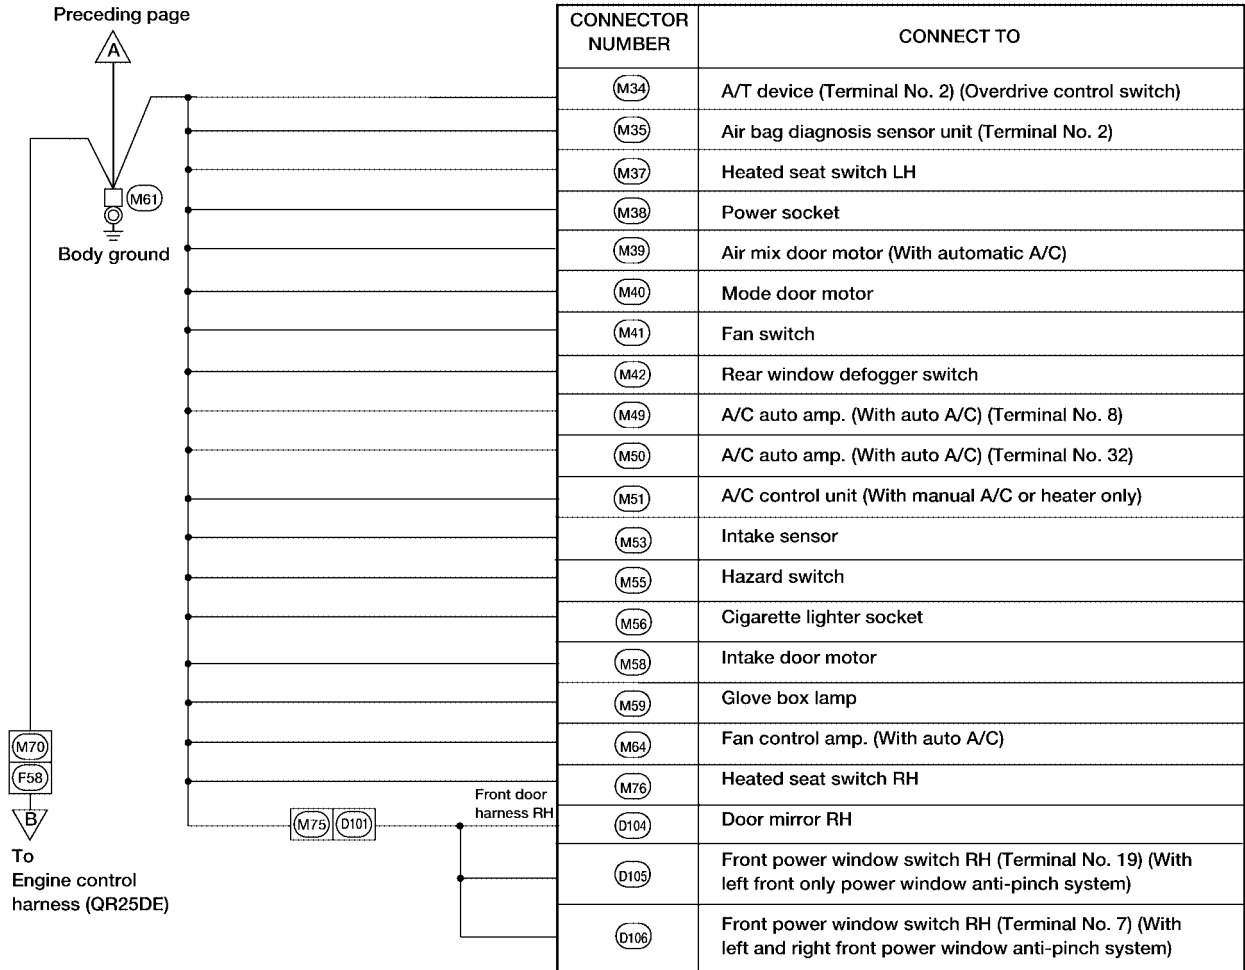 Preceding page
A
M61
Body ground
M70
F58
B
To
Engine control
harness (QR25DE)
M75 D101
Front door
harness RH
CONNECTOR NUMBER CONNECT TO
M34 A/T device (Terminal No. 2) (Overdrive control switch)
M35 Air bag diagnosis sensor unit (Terminal No. 2)
M37 Heated seat switch LH
M38 Power socket
M39 Air mix door motor (With automatic A/C)
M40 Mode door motor
M41 Fan switch
M42 Rear window defogger switch
M49 A/C auto amp. (With auto A/C) (Terminal No. 8)
M50 A/C auto amp. (With auto A/C) (Terminal No. 32)
M51 A/C control unit (With manual A/C or heater only)
M53 Intake sensor
M55 Hazard switch
M56 Cigarette lighter socket
M58 Intake door motor
M59 Glove box lamp
M64 Fan control amp. (With auto A/C)
M76 Heated seat switch RH
D104 Door mirror RH
D105 Front power window switch RH (Terminal No. 19) (With
left front only power window anti-pinch system)
D106 Front power window switch RH (Terminal No. 7) (With
left and right front power window anti-pinch system)